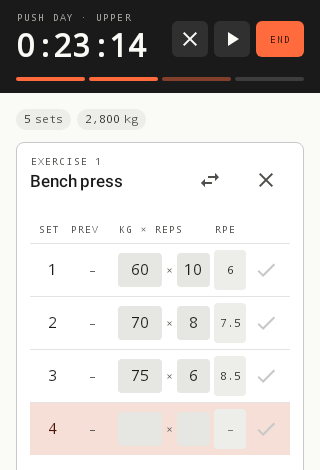 PUSH DAY · UPPER
0:23:14
END
5 sets 2,800 kg
EXERCISE 1
Bench press
SET PREV KG × REPS RPE
1 – 60 × 10 6
2 – 70 × 8 7.5
3 – 75 × 6 8.5
4 – × –